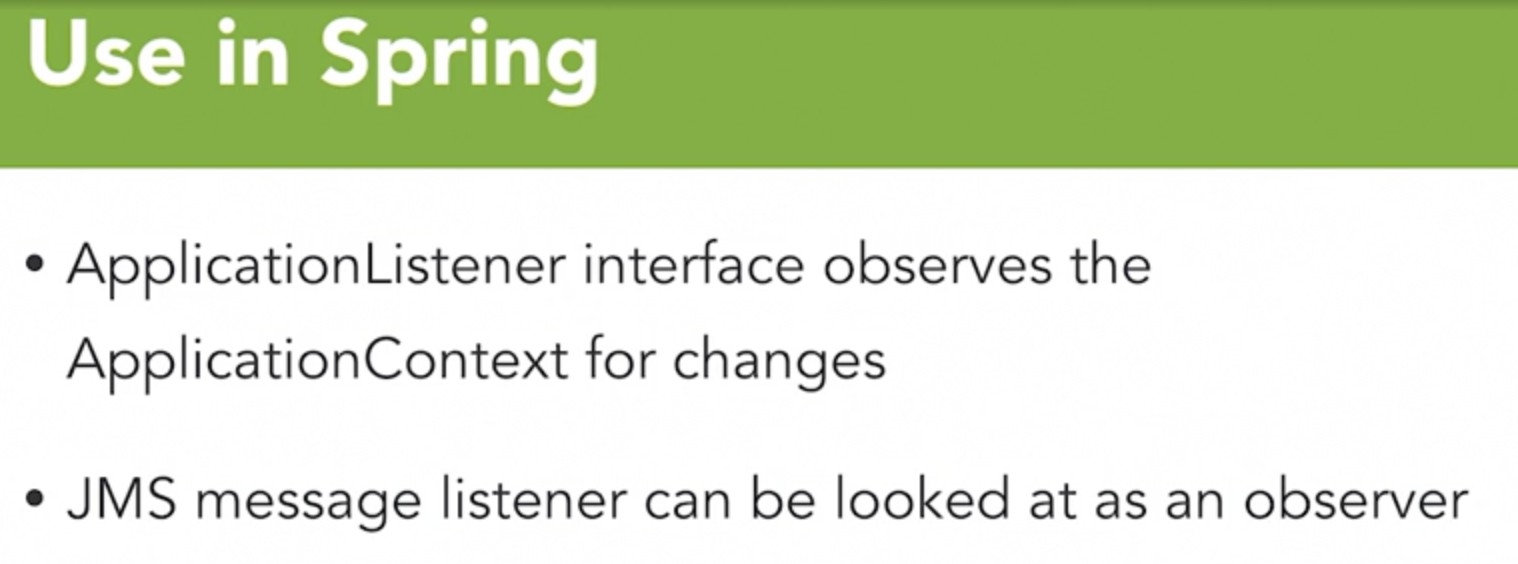 Use in Spring
• ApplicationListener interface observes the
ApplicationContext for changes
• JMS message listener can be looked at as an observer